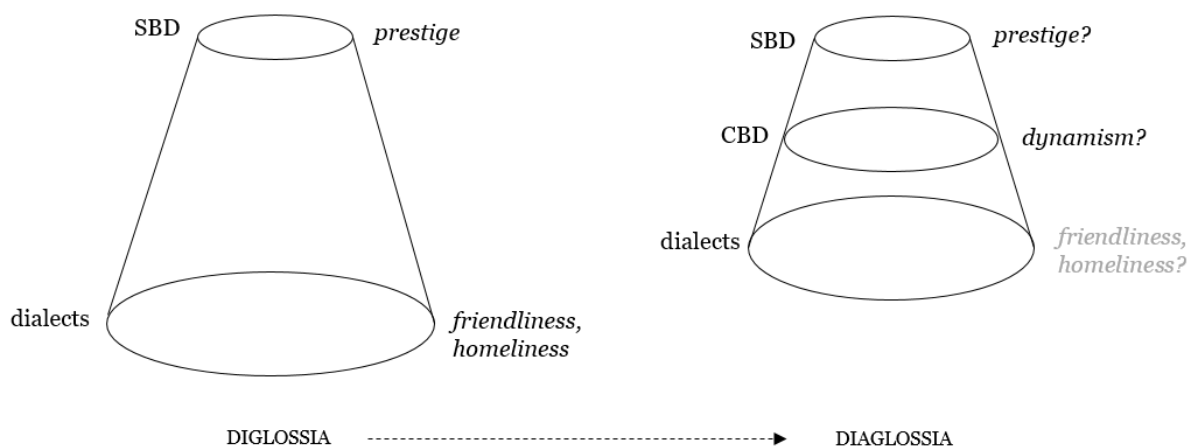 SBD
prestige
dialects
friendliness,
homeliness
SBD
prestige?
CBD
dynamism?
dialects
friendliness,
homeliness?
DIGLOSSIA
DIAGLOSSIA